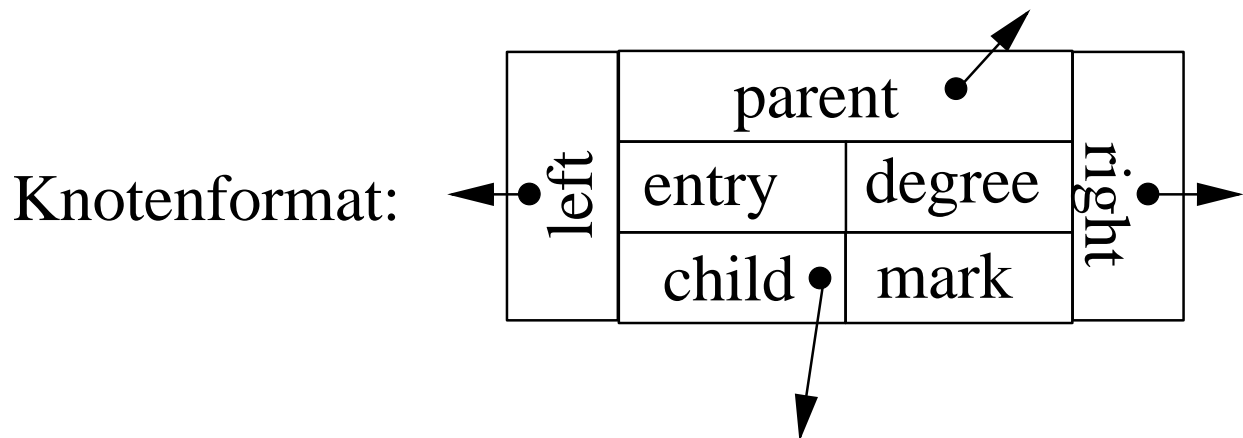 Knotenformat:
left
parent
entry
degree
child
mark
right